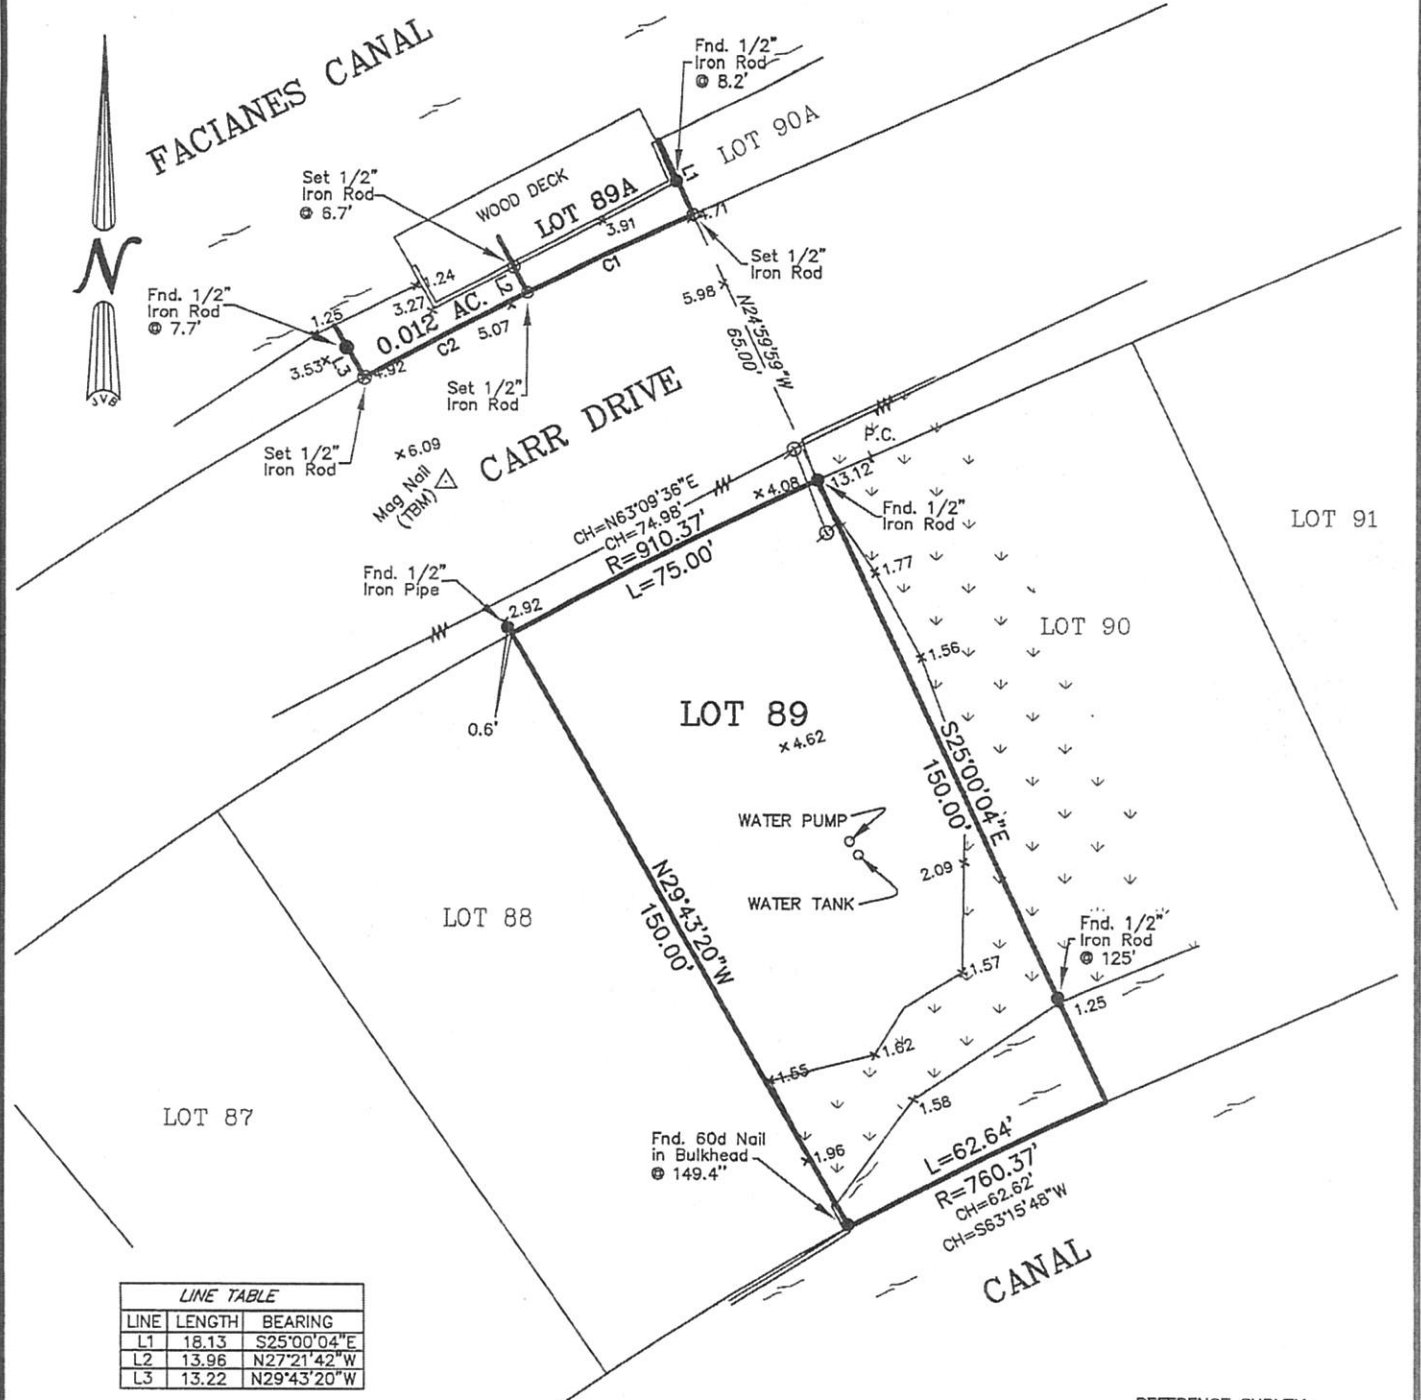 FACIANES CANAL
Fnd. 1/2"
Iron Rod
@ 8.2'
LOT 90A
L1
Set 1/2"
Iron Rod
@ 6.7'
WOOD DECK
LOT 89A
3.91
4.71
C1
Set 1/2"
Iron Rod
N
Fnd. 1/2"
Iron Rod
@ 7.7'
1.24
3.27
1.25
L2
0.012 AC.
C2
5.07
3.53
L3
4.92
5.98
N24°59'59"W
65.00'
JVB
Set 1/2"
Iron Rod
Set 1/2"
Iron Rod
CARR DRIVE
6.09
Mag Nail
(TBM)
P.C.
13.12'
4.08
CH=N63°09'36"E
CH=74.98'
R=910.37'
L=75.00'
Fnd. 1/2"
Iron Rod
LOT 91
Fnd. 1/2"
Iron Pipe
2.92
1.77
1.56
LOT 90
0.6'
LOT 89
4.62
S25°00'04"E
150.00'
WATER PUMP
2.09
WATER TANK
N29°43'20"W
150.00'
LOT 88
Fnd. 1/2"
Iron Rod
@ 125'
1.57
1.25
1.62
1.55
1.58
LOT 87
Fnd. 60d Nail
in Bulkhead
@ 149.4"
1.96
L=62.64'
R=760.37'
CH=62.62'
CH=S63°15'48"W
CANAL
LINE TABLE
LINE LENGTH BEARING
L1 18.13 S25°00'04"E
L2 13.96 N27°21'42"W
L3 13.22 N29°43'20"W